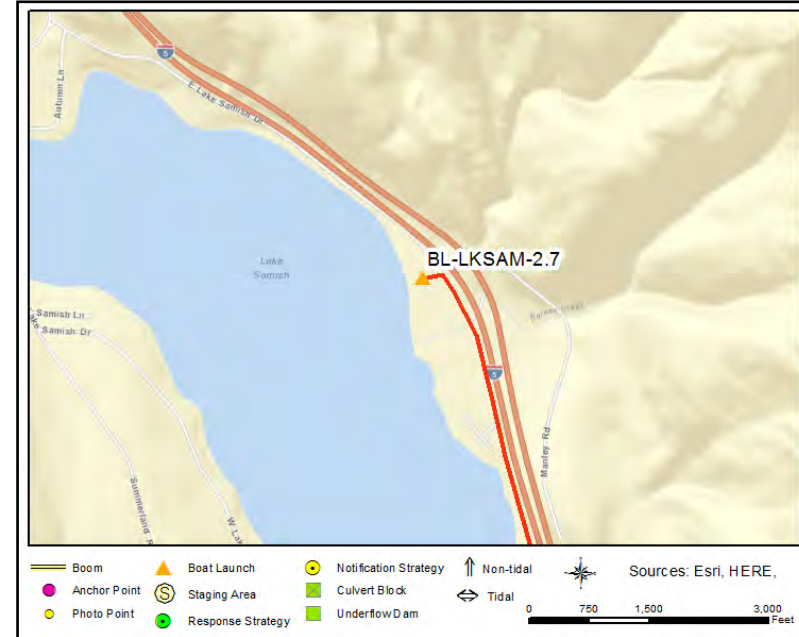 5
Autumn Ln
E Lake Samish Dr
Lake
Samish
BL-LKSAM-2.7
Samish Ln
Lake Samish Dr
5
Manley Rd
Summerland R
W Lak
Boom
Boat Launch
Notification Strategy
Non-tidal
Sources: Esri, HERE,
Anchor Point
S
Staging Area
Culvert Block
Tidal
Photo Point
Response Strategy
Underflow Dam
0
750
1,500
3,000
Feet